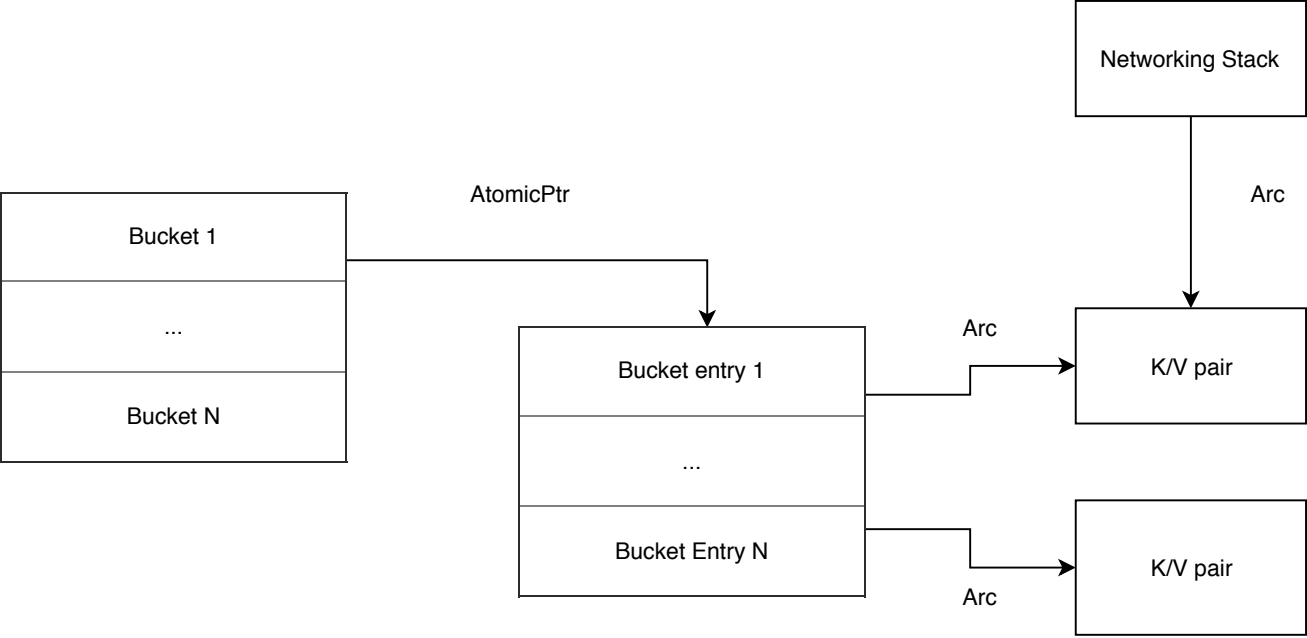 Networking Stack
AtomicPtr
Arc
Bucket 1
...
Bucket N
Bucket entry 1
...
Bucket Entry N
Arc
K/V pair
Arc
K/V pair